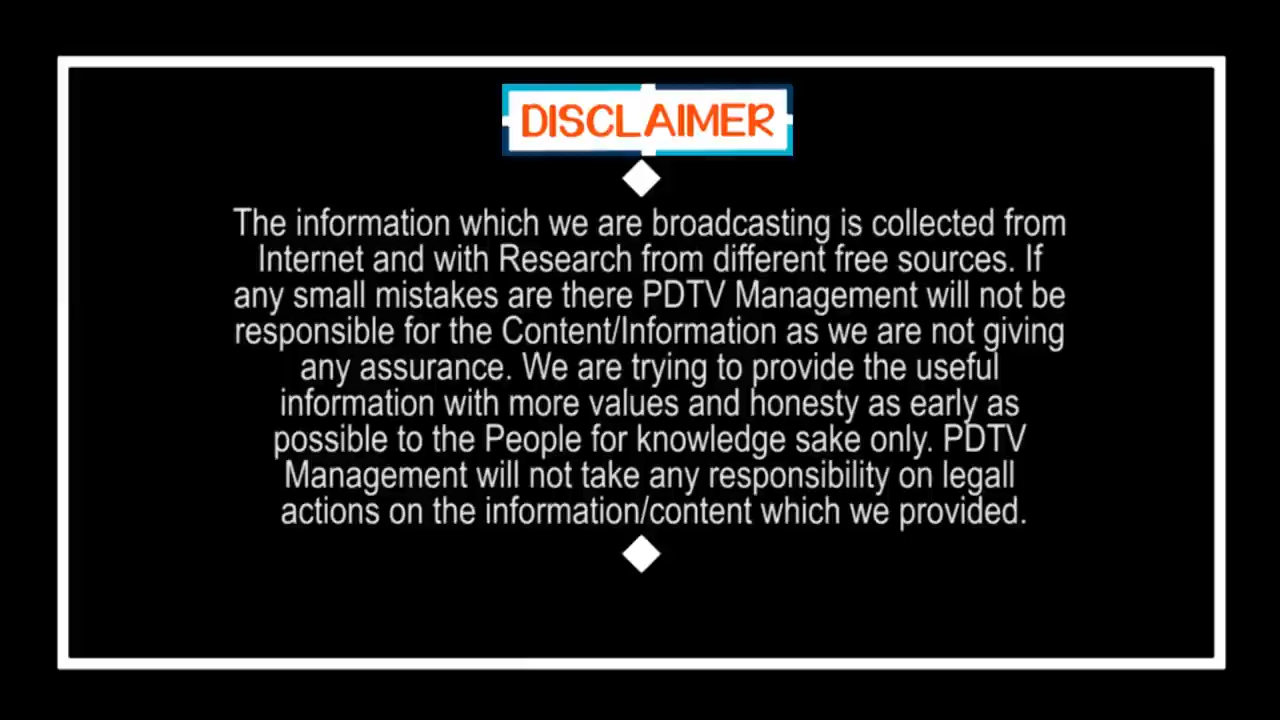 DISCLAIMER
The information which we are broadcasting is collected from
Internet and with Research from different free sources. If
any small mistakes are there PDTV Management will not be
responsible for the Content/Information as we are not giving
any assurance. We are trying to provide the useful
information with more values and honesty as early as
possible to the People for knowledge sake only. PDTV
Management will not take any responsibility on legall
actions on the information/content which we provided.